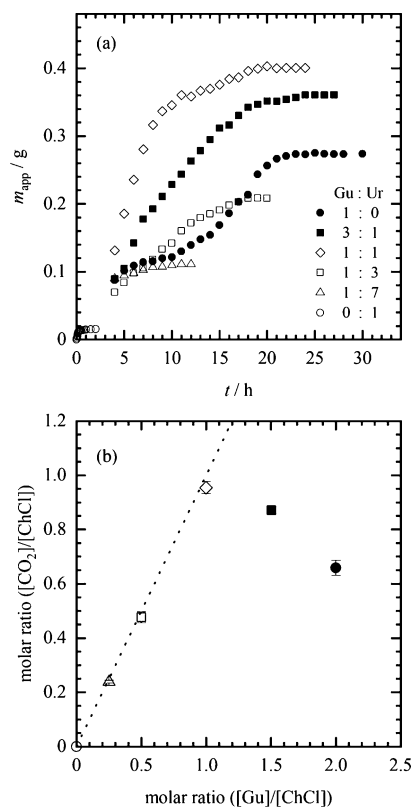 (a)
0.4
0.3
0.2
0.1
0
m_app / g
Gu : Ur
1 : 0
3 : 1
1 : 1
1 : 3
1 : 7
0 : 1
0 5 10 15 20 25 30
t / h
(b)
1.2
1.0
0.8
0.6
0.4
0.2
0.0
molar ratio ([CO₂]/[ChCl])
0.0 0.5 1.0 1.5 2.0
molar ratio ([Gu]/[ChCl])